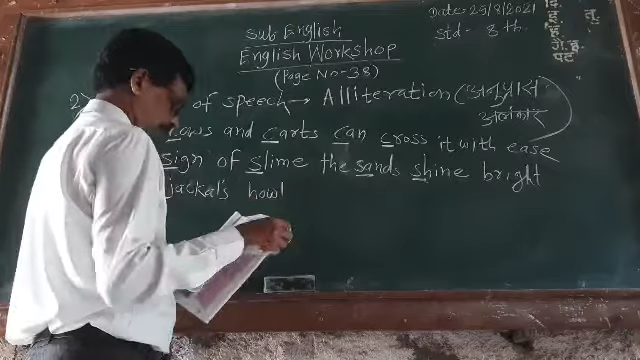 Sub English
English Workshop
(Page No-38)
Date: 25/8/2021
Std - 8 th.
2) of speech → Alliteration (अनुप्रास
अलंकार)
Cows and carts can cross it with ease
sign of slime the sands shine bright
jackal's howl